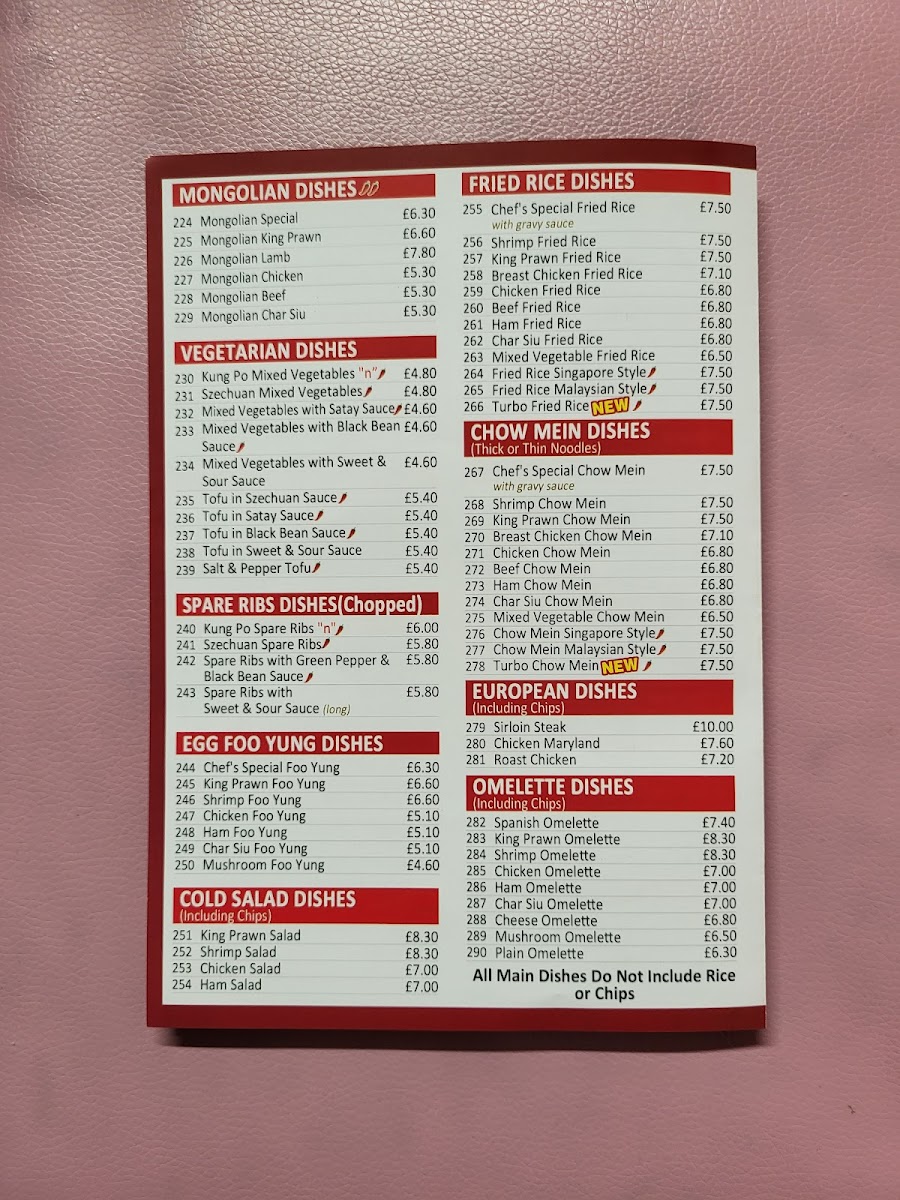 MONGOLIAN DISHES
224 Mongolian Special £6.30
225 Mongolian King Prawn £6.60
226 Mongolian Lamb £7.80
227 Mongolian Chicken £5.30
228 Mongolian Beef £5.30
229 Mongolian Char Siu £5.30
VEGETARIAN DISHES
230 Kung Po Mixed Vegetables "n" £4.80
231 Szechuan Mixed Vegetables £4.80
232 Mixed Vegetables with Satay Sauce £4.60
233 Mixed Vegetables with Black Bean £4.60
Sauce
234 Mixed Vegetables with Sweet & £4.60
Sour Sauce
235 Tofu in Szechuan Sauce £5.40
236 Tofu in Satay Sauce £5.40
237 Tofu in Black Bean Sauce £5.40
238 Tofu in Sweet & Sour Sauce £5.40
239 Salt & Pepper Tofu £5.40
SPARE RIBS DISHES(Chopped)
240 Kung Po Spare Ribs "n" £6.00
241 Szechuan Spare Ribs £5.80
242 Spare Ribs with Green Pepper & £5.80
Black Bean Sauce
243 Spare Ribs with £5.80
Sweet & Sour Sauce (long)
EGG FOO YUNG DISHES
244 Chef's Special Foo Yung £6.30
245 King Prawn Foo Yung £6.60
246 Shrimp Foo Yung £6.60
247 Chicken Foo Yung £5.10
248 Ham Foo Yung £5.10
249 Char Siu Foo Yung £5.10
250 Mushroom Foo Yung £4.60
COLD SALAD DISHES
(Including Chips)
251 King Prawn Salad £8.30
252 Shrimp Salad £8.30
253 Chicken Salad £7.00
254 Ham Salad £7.00
FRIED RICE DISHES
255 Chef's Special Fried Rice £7.50
with gravy sauce
256 Shrimp Fried Rice £7.50
257 King Prawn Fried Rice £7.50
258 Breast Chicken Fried Rice £7.10
259 Chicken Fried Rice £6.80
260 Beef Fried Rice £6.80
261 Ham Fried Rice £6.80
262 Char Siu Fried Rice £6.80
263 Mixed Vegetable Fried Rice £6.50
264 Fried Rice Singapore Style £7.50
265 Fried Rice Malaysian Style £7.50
266 Turbo Fried Rice NEW £7.50
CHOW MEIN DISHES
(Thick or Thin Noodles)
267 Chef's Special Chow Mein £7.50
with gravy sauce
268 Shrimp Chow Mein £7.50
269 King Prawn Chow Mein £7.50
270 Breast Chicken Chow Mein £7.10
271 Chicken Chow Mein £6.80
272 Beef Chow Mein £6.80
273 Ham Chow Mein £6.80
274 Char Siu Chow Mein £6.80
275 Mixed Vegetable Chow Mein £6.50
276 Chow Mein Singapore Style £7.50
277 Chow Mein Malaysian Style £7.50
278 Turbo Chow Mein NEW £7.50
EUROPEAN DISHES
(Including Chips)
279 Sirloin Steak £10.00
280 Chicken Maryland £7.60
281 Roast Chicken £7.20
OMELETTE DISHES
(Including Chips)
282 Spanish Omelette £7.40
283 King Prawn Omelette £8.30
284 Shrimp Omelette £8.30
285 Chicken Omelette £7.00
286 Ham Omelette £7.00
287 Char Siu Omelette £7.00
288 Cheese Omelette £6.80
289 Mushroom Omelette £6.50
290 Plain Omelette £6.30
All Main Dishes Do Not Include Rice
or Chips